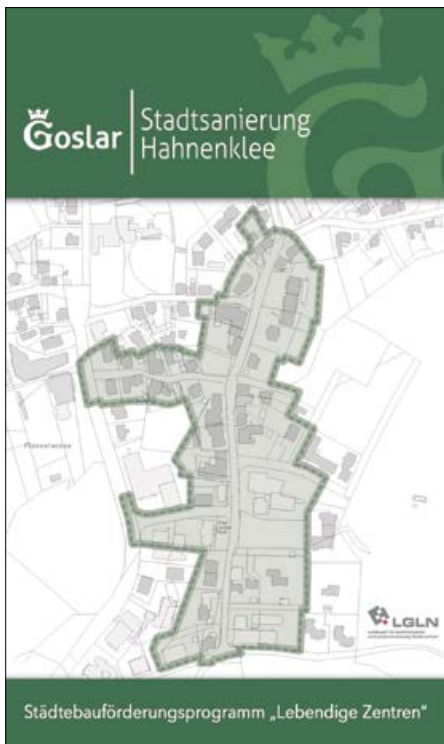 Goslar
Stadtsanierung
Hahnenklee
LGLN
Städtebauförderungsprogramm „Lebendige Zentren“